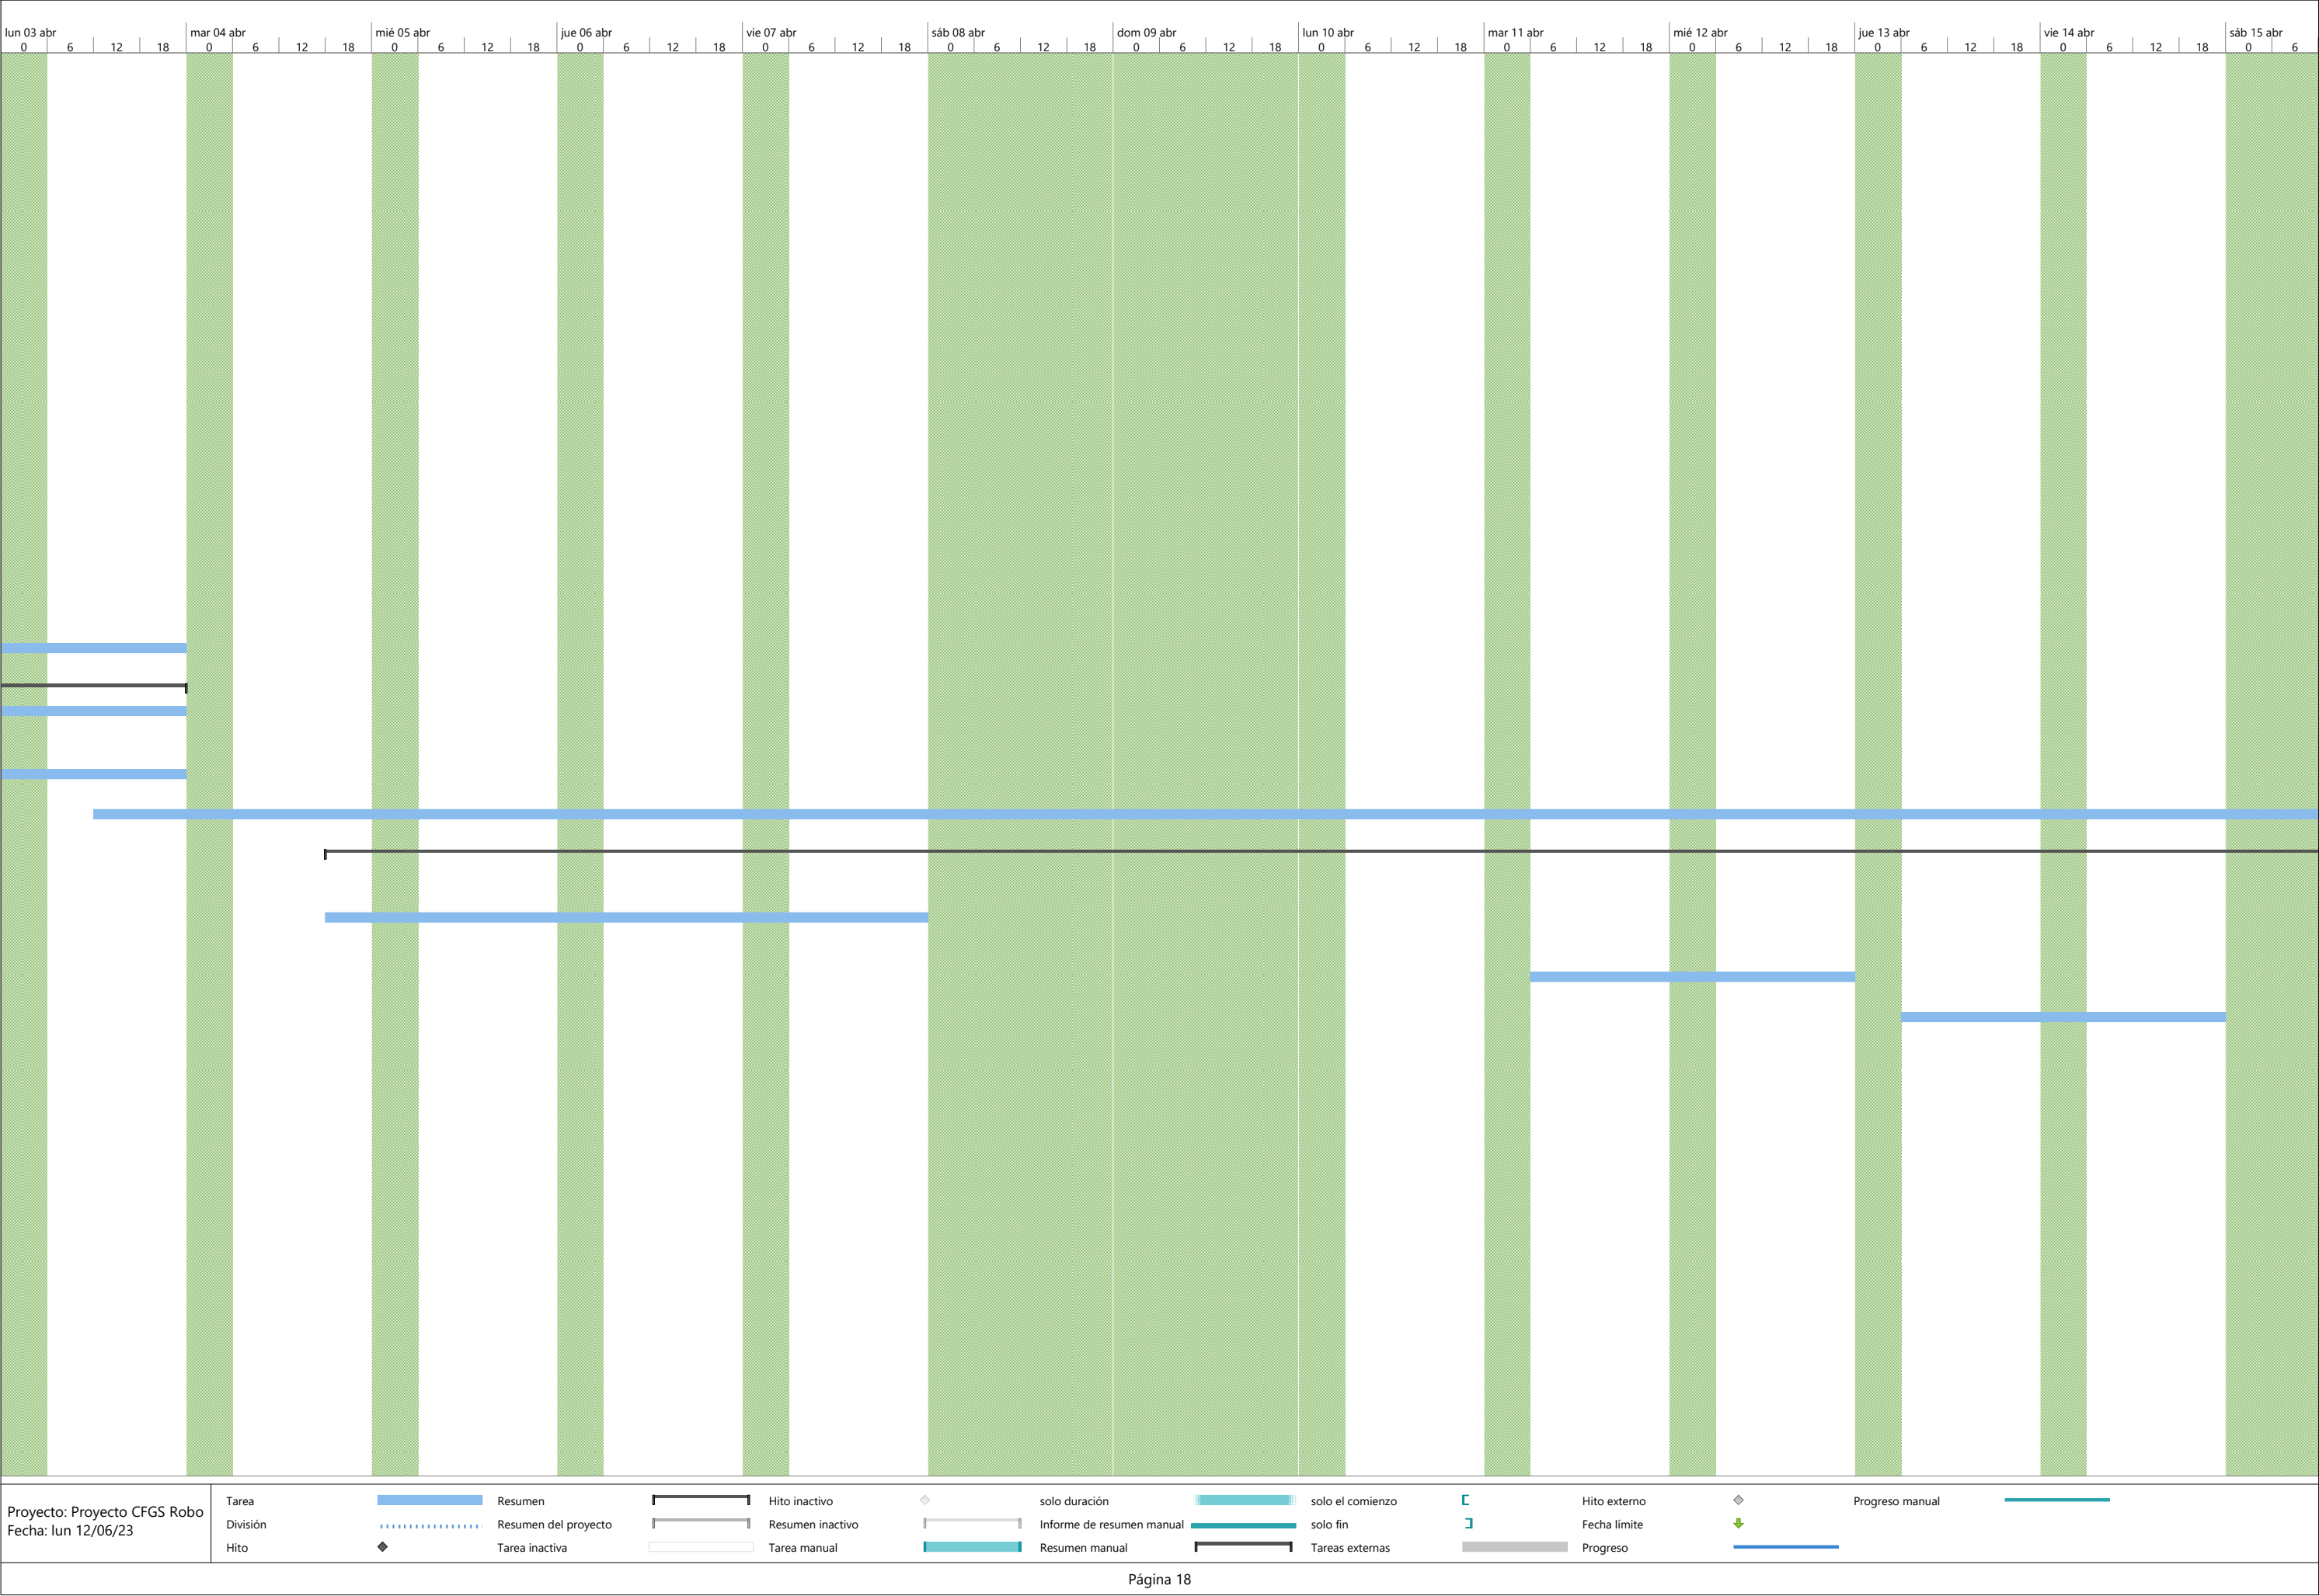 lun 03 abr mar 04 abr mié 05 abr jue 06 abr vie 07 abr sáb 08 abr dom 09 abr lun 10 abr mar 11 abr mié 12 abr jue 13 abr vie 14 abr sáb 15 abr
0 6 12 18 0 6 12 18 0 6 12 18 0 6 12 18 0 6 12 18 0 6 12 18 0 6 12 18 0 6 12 18 0 6 12 18 0 6 12 18 0 6 12 18 0 6 12 18 0 6
Proyecto: Proyecto CFGS Robo
Fecha: lun 12/06/23
Tarea
División
Hito
Resumen
Resumen del proyecto
Tarea inactiva
Hito inactivo
Resumen inactivo
Tarea manual
solo duración
Informe de resumen manual
Resumen manual
solo el comienzo
solo fin
Tareas externas
Hito externo
Fecha límite
Progreso
Progreso manual
Página 18